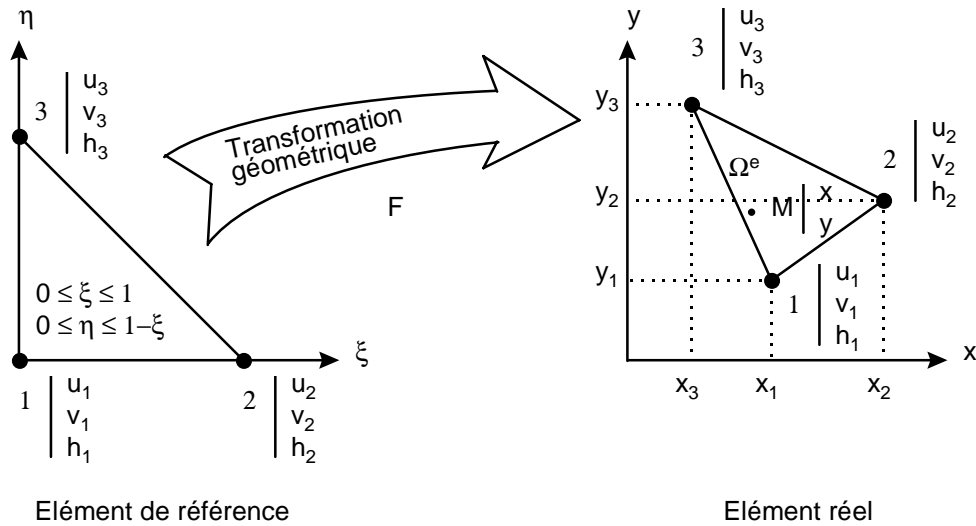 η
3
u₃
v₃
h₃
0 ≤ ξ ≤ 1
0 ≤ η ≤ 1–ξ
ξ
1
u₁
v₁
h₁
2
u₂
v₂
h₂
Elément de référence
Transformation
géométrique
F
y
3
u₃
v₃
h₃
y₃
y₂
y₁
Ωᵉ
M
x
y
2
u₂
v₂
h₂
1
u₁
v₁
h₁
x₃
x₁
x₂
x
Elément réel